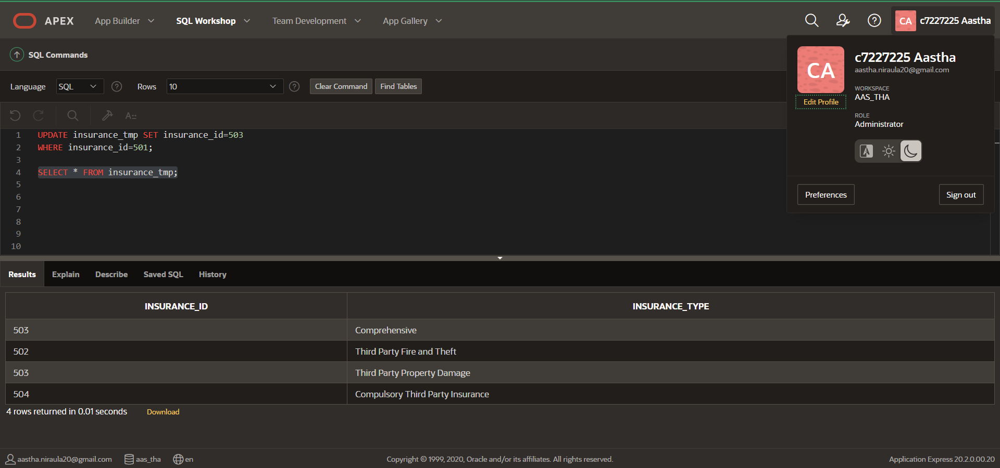 APEX App Builder SQL Workshop Team Development App Gallery CA c7227225 Aastha
SQL Commands
CA
c7227225 Aastha
aastha.niraula20@gmail.com
WORKSPACE
AAS_THA
Edit Profile
ROLE
Administrator
Preferences Sign out
Language SQL Rows 10 Clear Command Find Tables
1 UPDATE insurance_tmp SET insurance_id=503
2 WHERE insurance_id=501;
3
4 SELECT * FROM insurance_tmp;
5
6
7
8
9
10
Results Explain Describe Saved SQL History
INSURANCE_ID INSURANCE_TYPE
503 Comprehensive
502 Third Party Fire and Theft
503 Third Party Property Damage
504 Compulsory Third Party Insurance
4 rows returned in 0.01 seconds Download
aastha.niraula20@gmail.com aas_tha en Copyright © 1999, 2020, Oracle and/or its affiliates. All rights reserved. Application Express 20.2.0.00.20